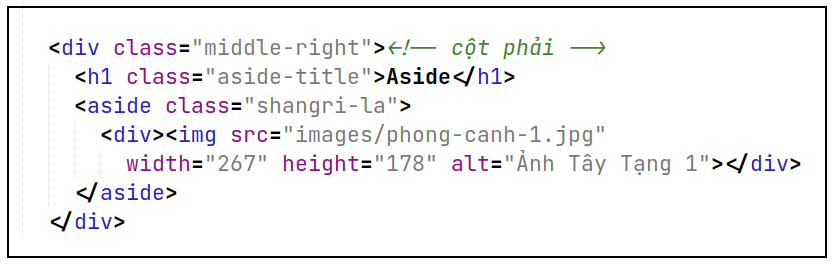 <div class="middle-right"><!-- cột phải -->
<h1 class="aside-title">Aside</h1>
<aside class="shangri-la">
<div><img src="images/phong-canh-1.jpg"
width="267" height="178" alt="Ảnh Tây Tạng 1"></div>
</aside>
</div>